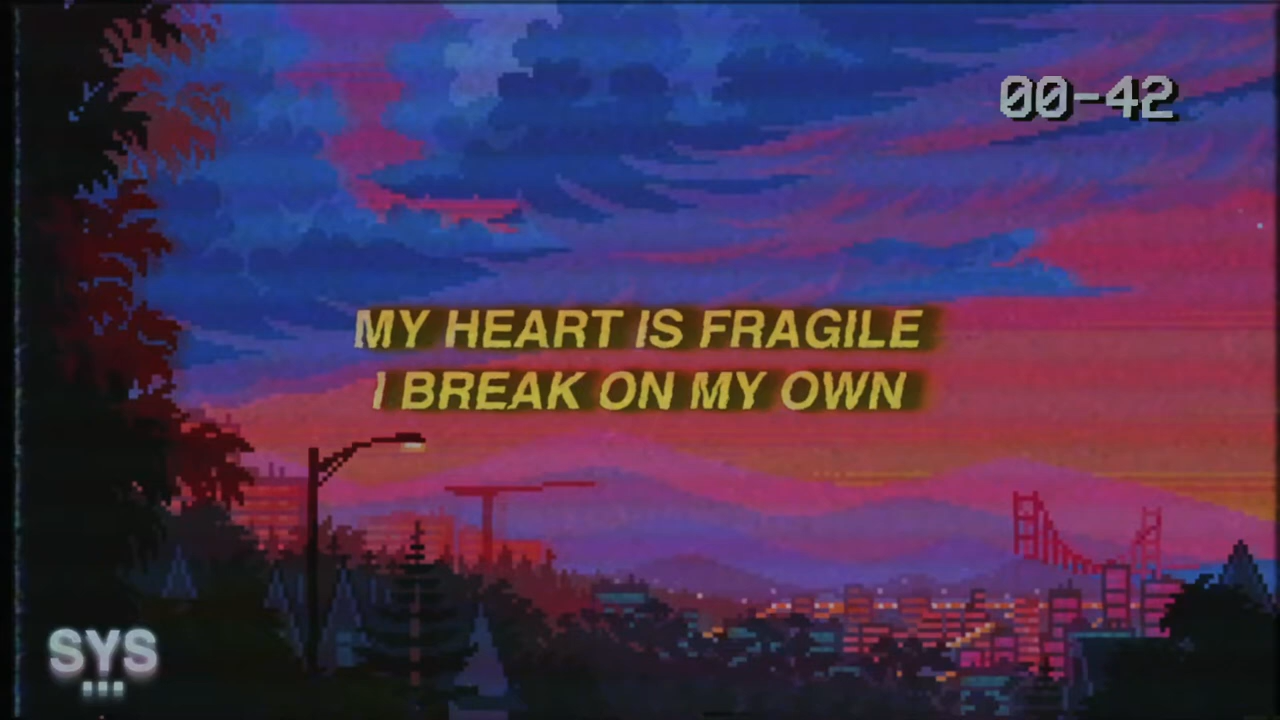 00-42
MY HEART IS FRAGILE
I BREAK ON MY OWN
SYS
...